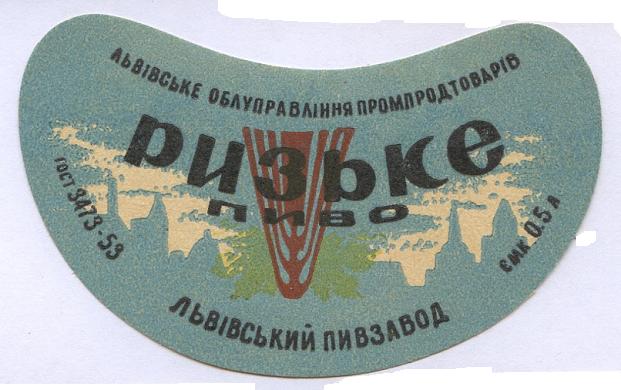 ЛЬВІВСЬКЕ ОБЛУПРАВЛІННЯ ПРОМПРОДТОВАРІВ
ризьке
пиво
ГОСТ 3473-53
Ємк. 0.5 л
ЛЬВІВСЬКИЙ ПИВЗАВОД